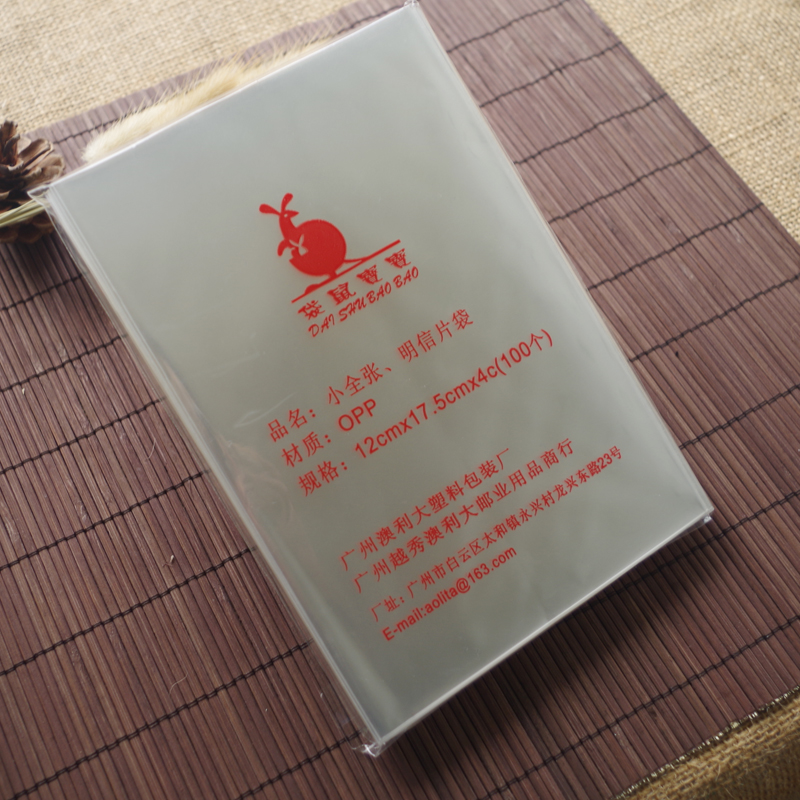 袋鼠寶寶
DAI SHU BAO BAO
品名：小全张、明信片袋
材质：OPP
规格：12cmx17.5cmx4c(100个)
广州澳利大塑料包装厂
广州越秀澳利大邮业用品商行
厂址：广州市白云区太和镇永兴村龙兴东路23号
E-mail:aolita@163.com